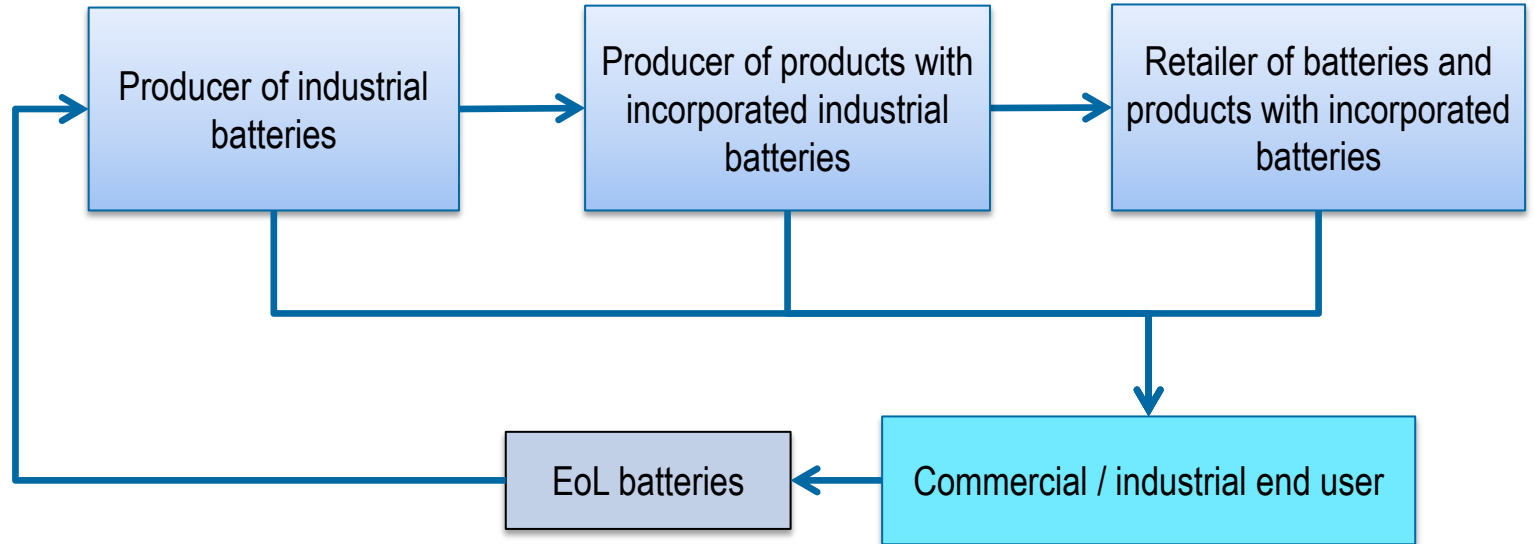 Producer of industrial
batteries
Producer of products with
incorporated industrial
batteries
Retailer of batteries and
products with incorporated
batteries
EoL batteries
Commercial / industrial end user